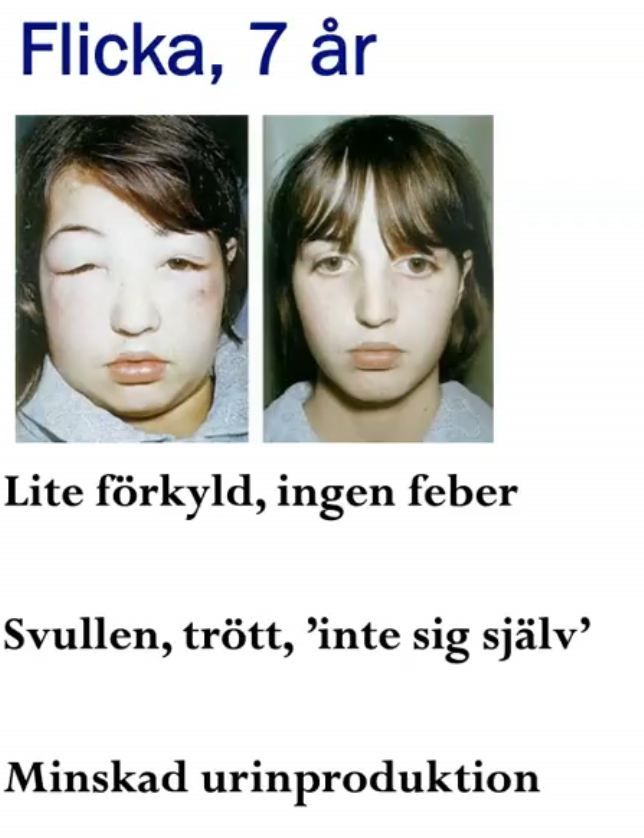 Flicka, 7 år
Lite förkyld, ingen feber
Svullen, trött, ’inte sig själv’
Minskad urinproduktion